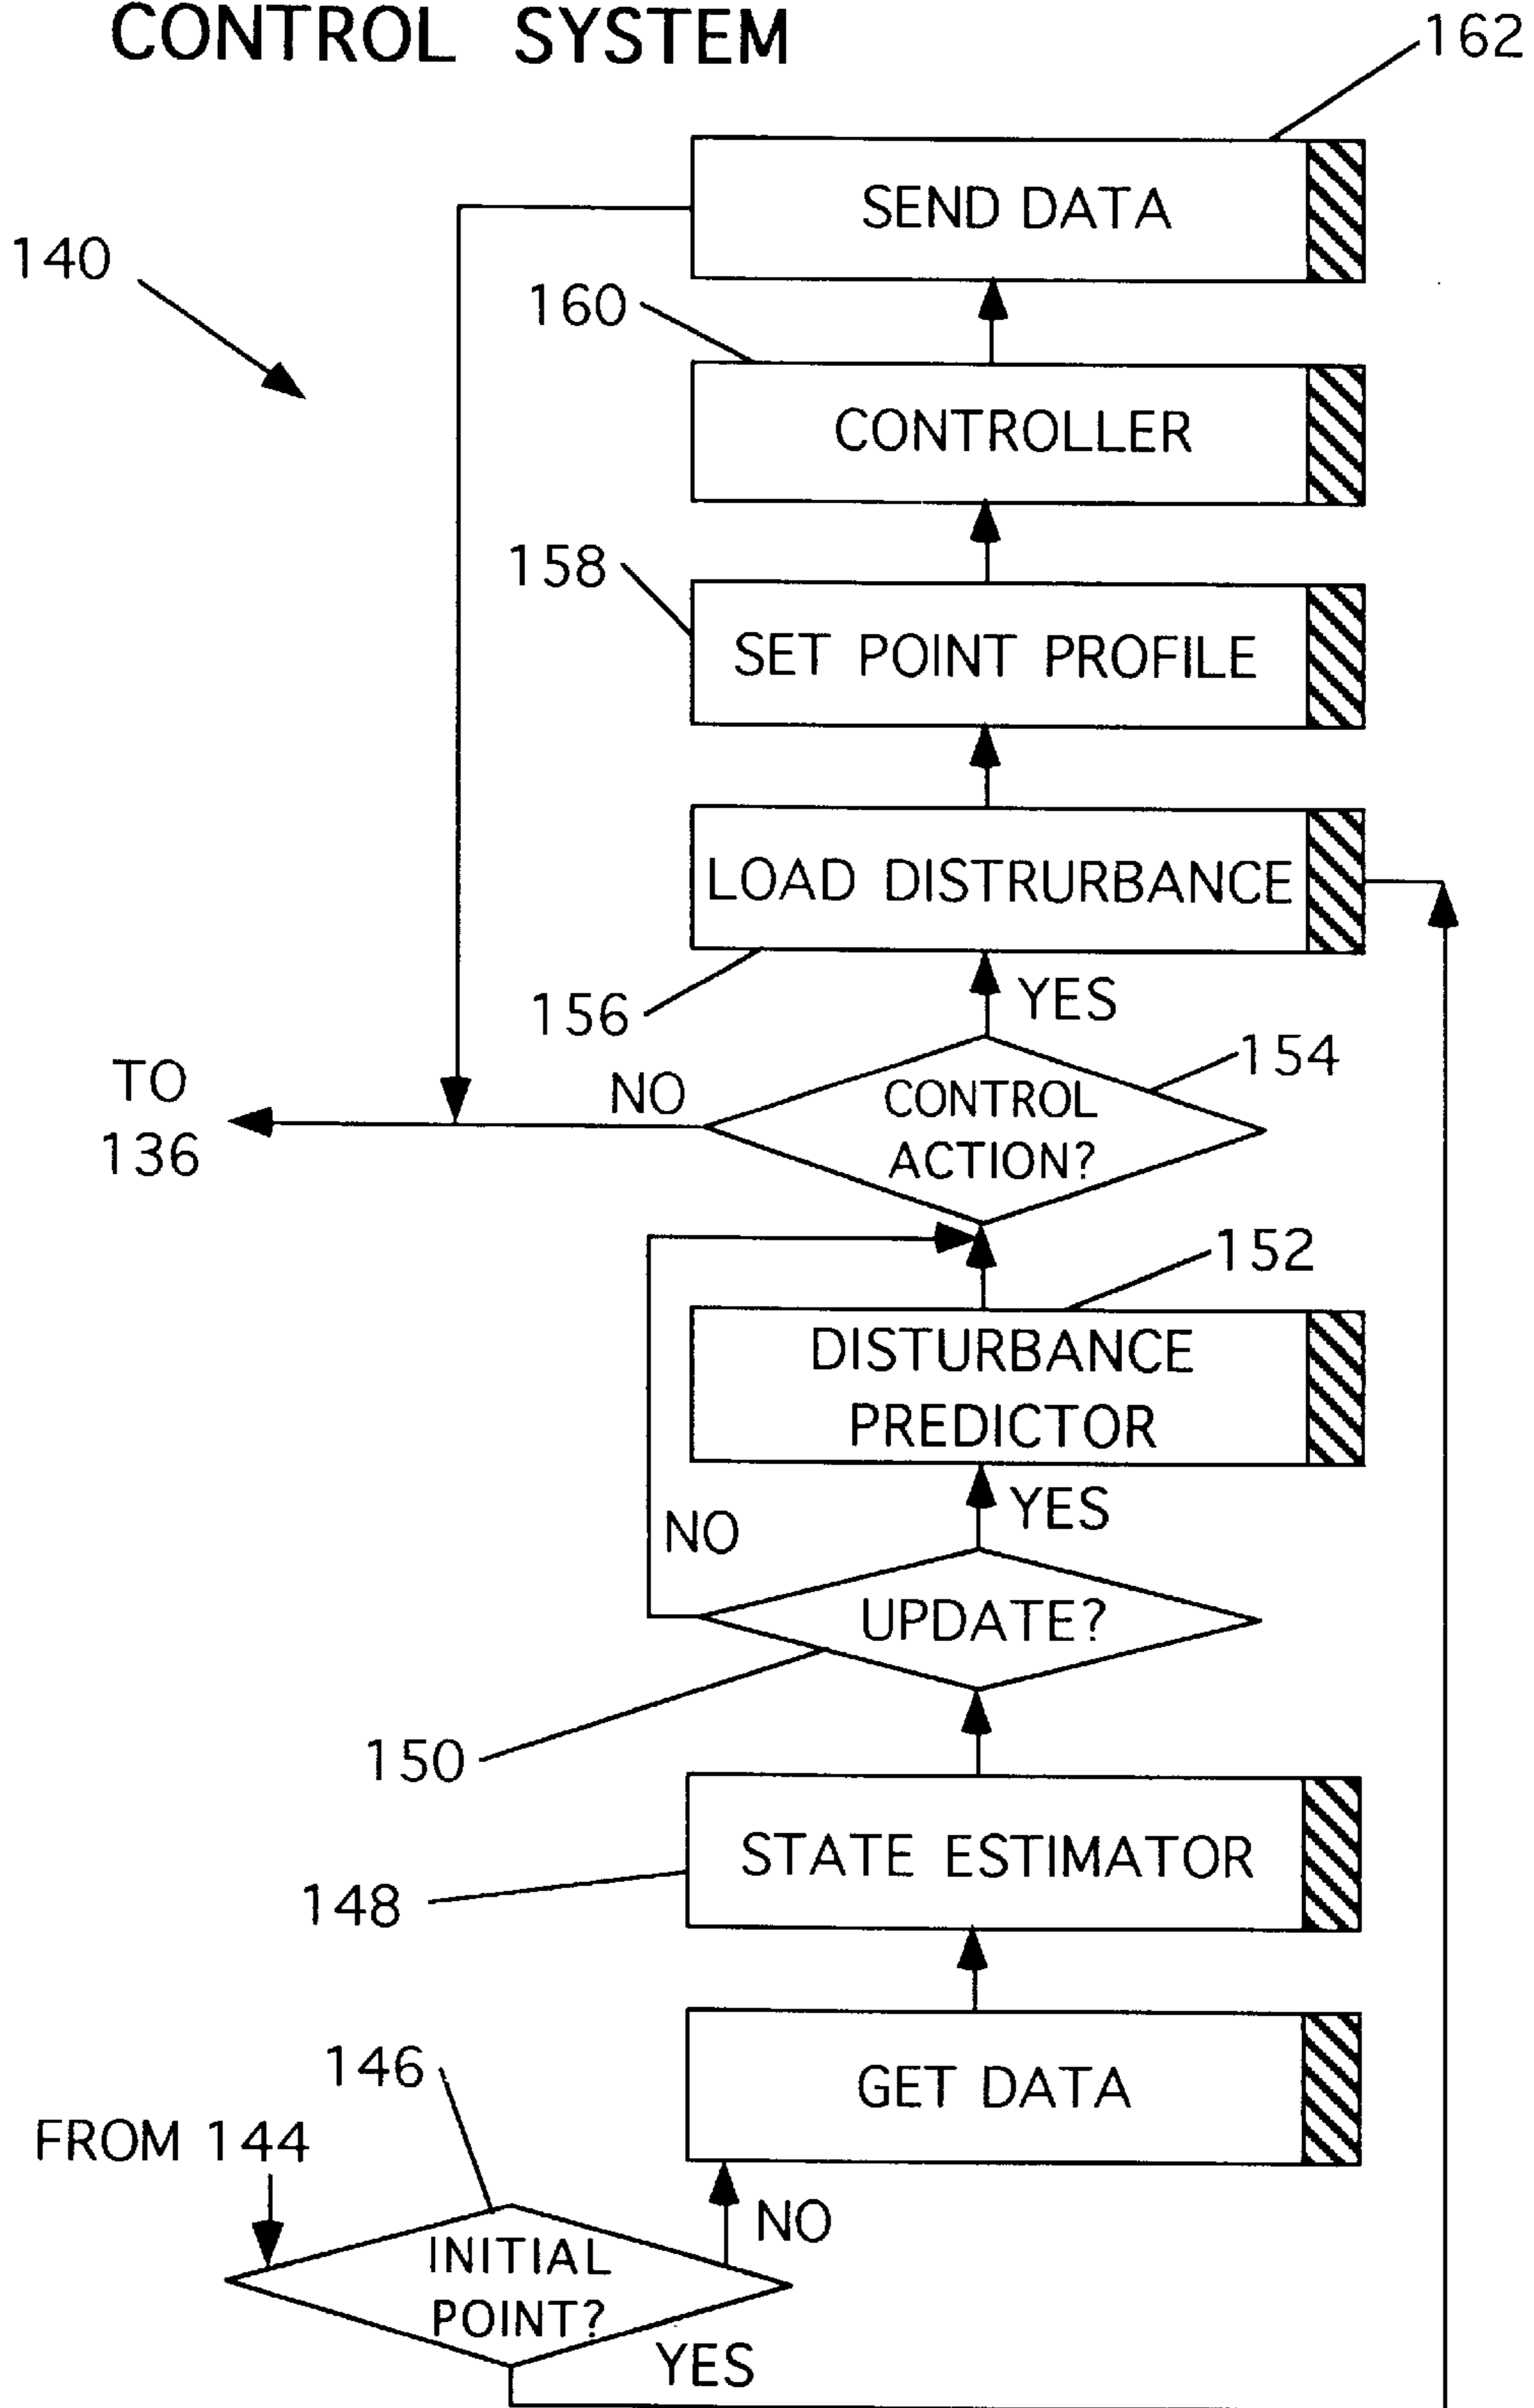 CONTROL SYSTEM
162
SEND DATA
140
160
CONTROLLER
158
SET POINT PROFILE
LOAD DISTRURBANCE
156
YES
154
TO
136
NO
CONTROL
ACTION?
152
DISTURBANCE
PREDICTOR
YES
NO
UPDATE?
150
STATE ESTIMATOR
148
GET DATA
146
FROM 144
NO
INITIAL
POINT?
YES